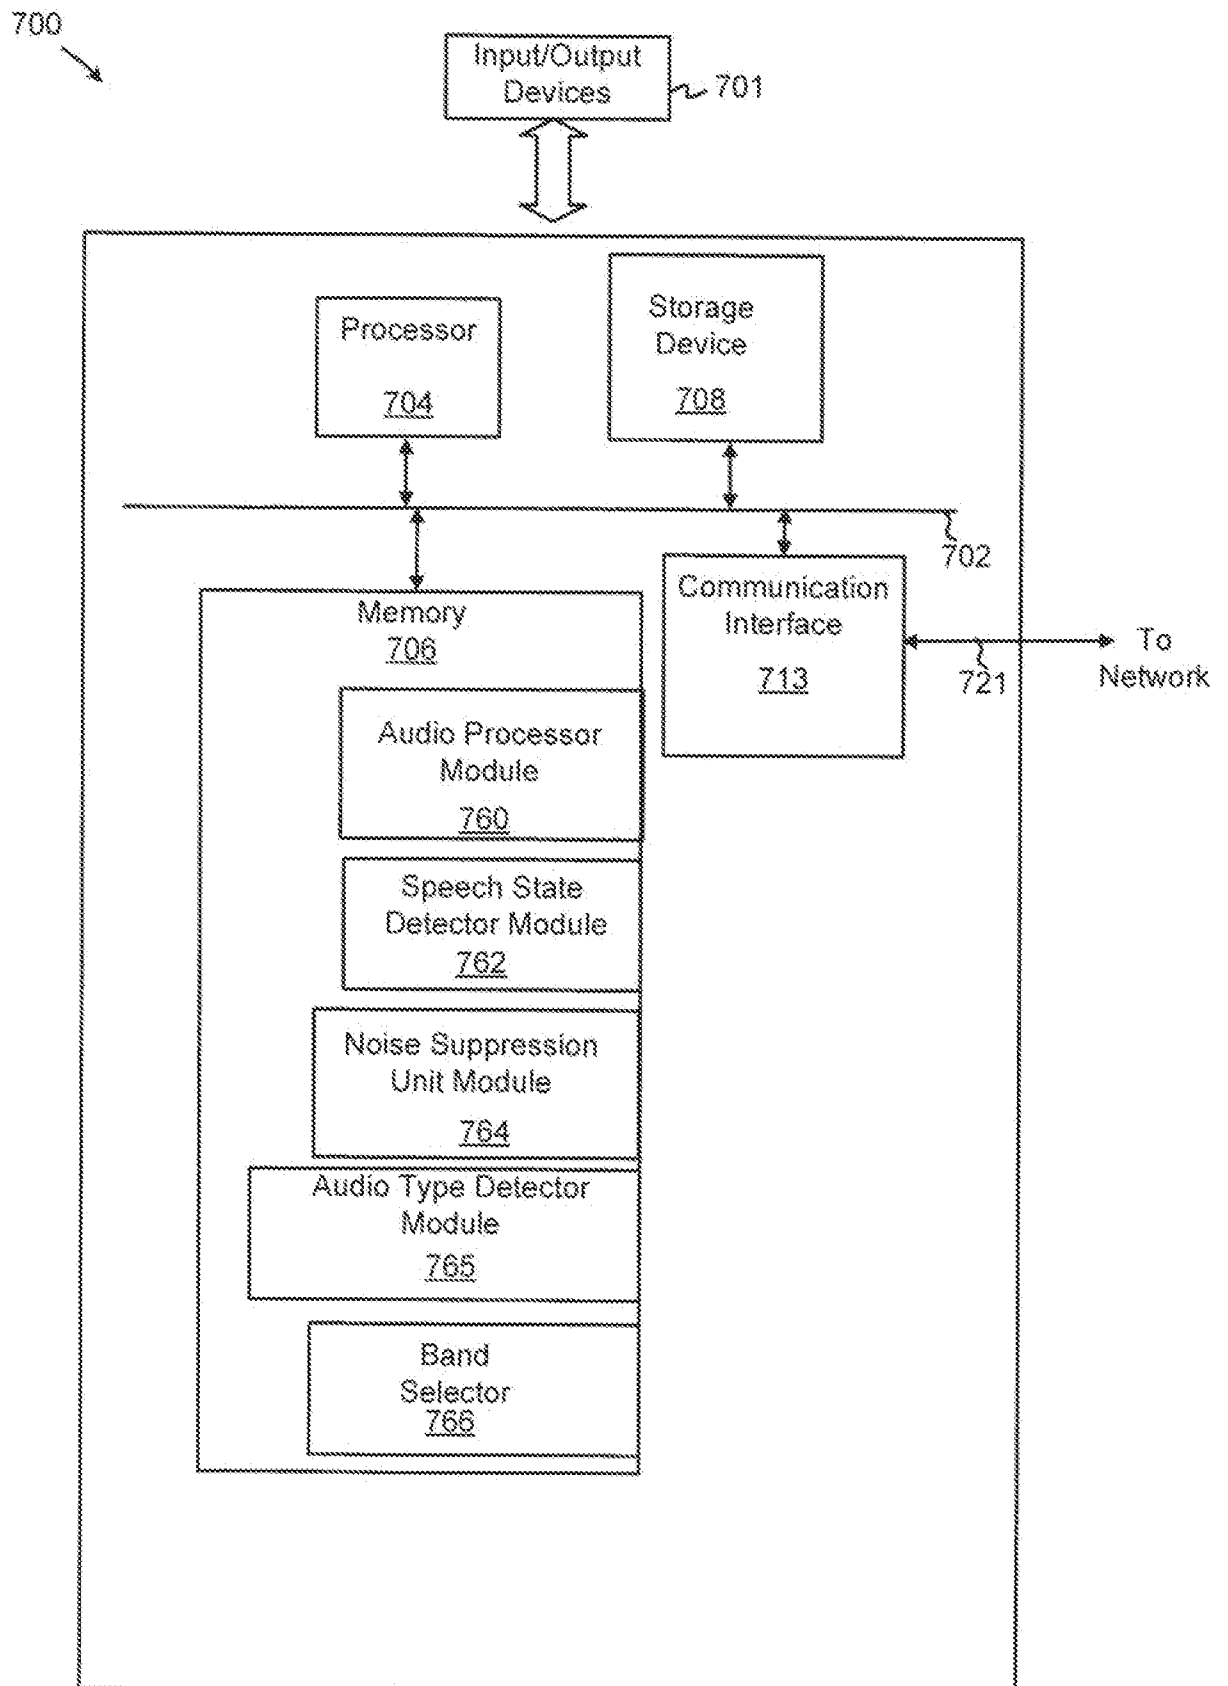 700
Input/Output
Devices
701
Processor
704
Storage
Device
708
702
Memory
706
Communication
Interface
713
721
To
Network
Audio Processor
Module
760
Speech State
Detector Module
762
Noise Suppression
Unit Module
764
Audio Type Detector
Module
765
Band
Selector
766